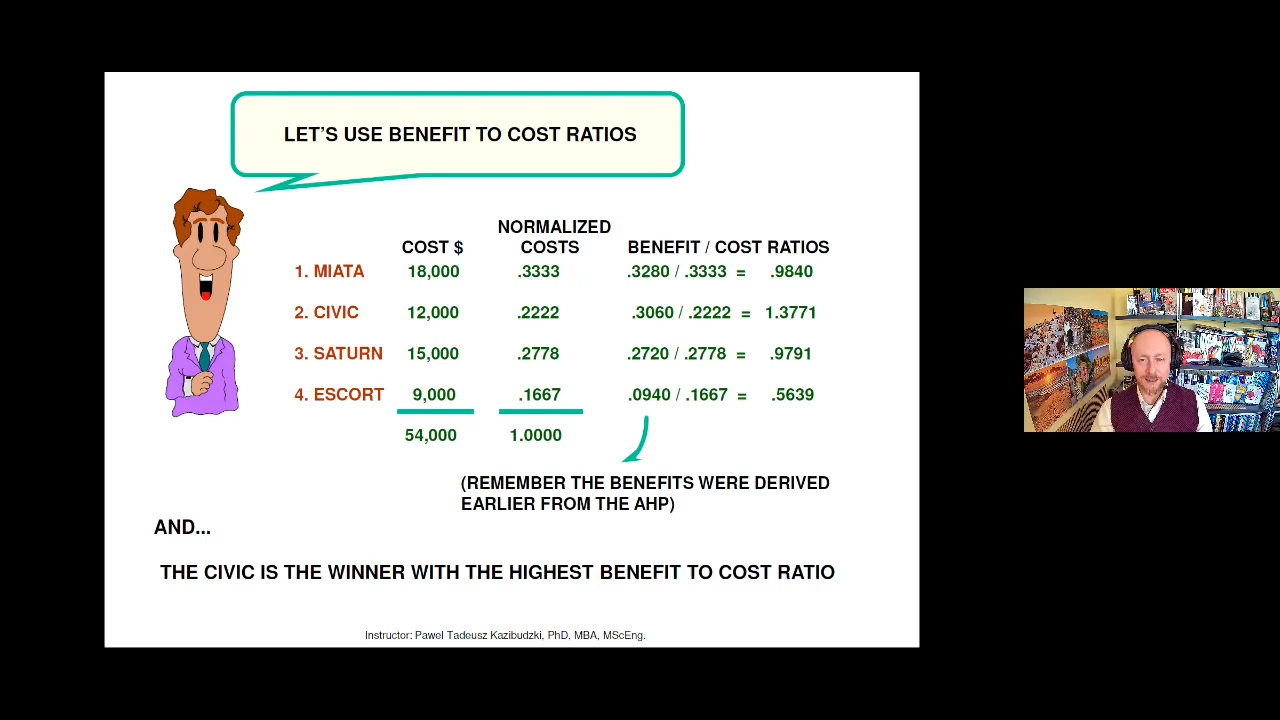 LET'S USE BENEFIT TO COST RATIOS
NORMALIZED
COST $ COSTS BENEFIT / COST RATIOS
1. MIATA 18,000 .3333 .3280 / .3333 = .9840
2. CIVIC 12,000 .2222 .3060 / .2222 = 1.3771
3. SATURN 15,000 .2778 .2720 / .2778 = .9791
4. ESCORT 9,000 .1667 .0940 / .1667 = .5639
54,000 1.0000
(REMEMBER THE BENEFITS WERE DERIVED
EARLIER FROM THE AHP)
AND...
THE CIVIC IS THE WINNER WITH THE HIGHEST BENEFIT TO COST RATIO
Instructor: Pawel Tadeusz Kazibudzki, PhD, MBA, MScEng.